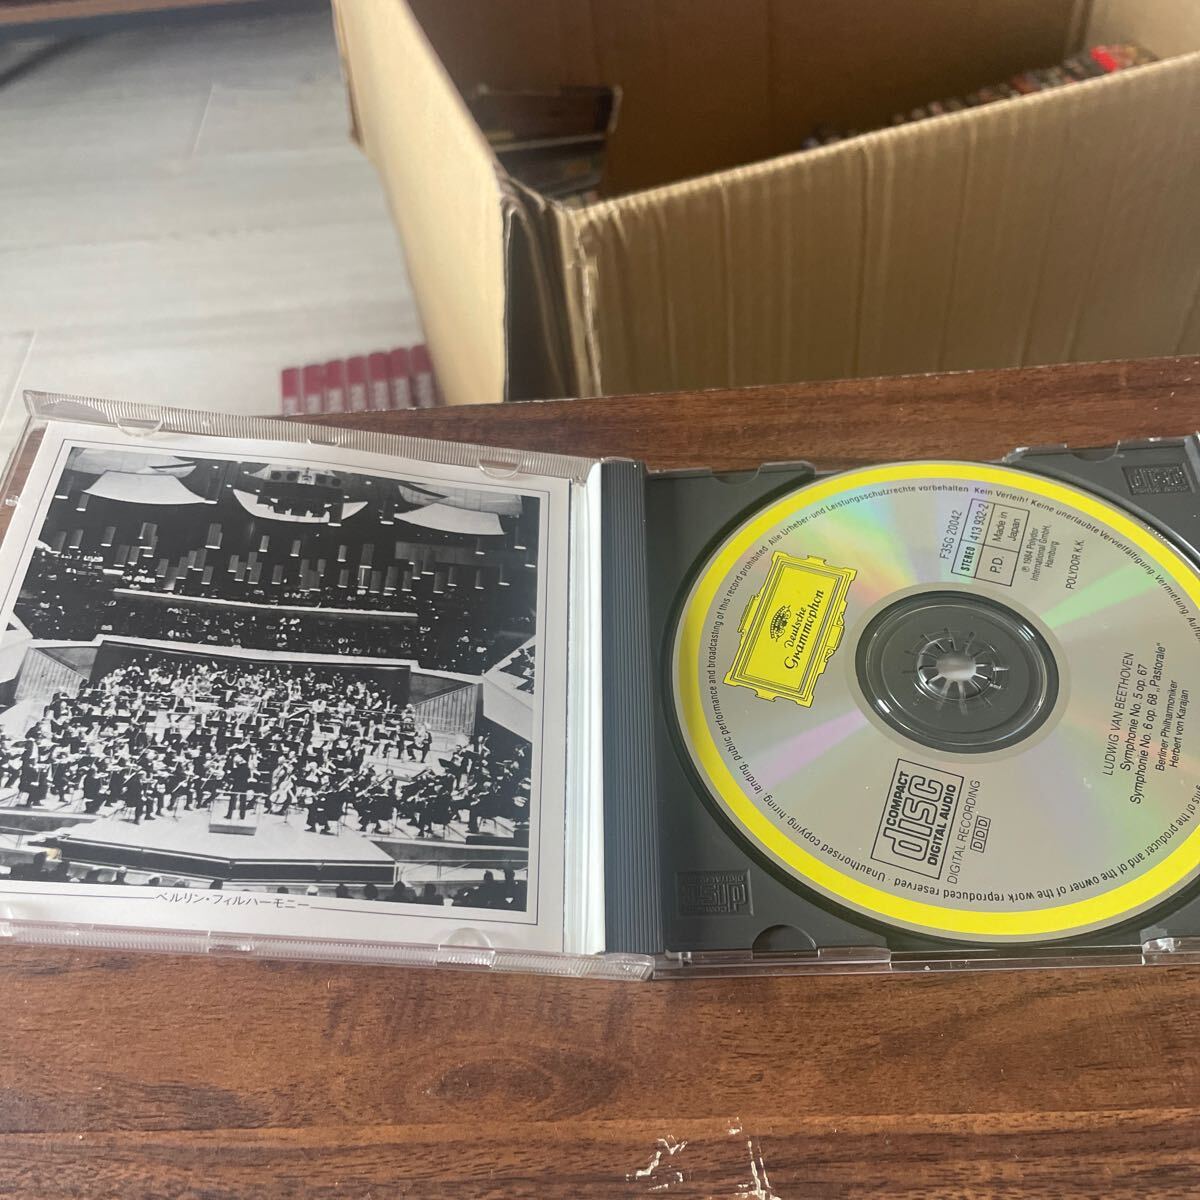 ベルリン・フィルハーモニー
Deutsche
Grammophon
F35G 20042
STEREO 413 932-2
P.D. Made in Japan
℗ 1984 Polydor
International GmbH,
Hamburg
POLYDOR K.K.
LUDWIG VAN BEETHOVEN
Symphonie No. 5 op. 67
Symphonie No. 6 op. 68 „Pastorale"
Berliner Philharmoniker
Herbert von Karajan
COMPACT
disc
DIGITAL AUDIO
DIGITAL RECORDING
DDD
Alle Urheber- und Leistungsschutzrechte vorbehalten. Kein Verleih! Keine unerlaubte Vervielfältigung, Vermietung,
of the producer and of the owner of the work reproduced reserved. Unauthorised copying, hiring, lending, public performance and broadcasting of this record prohibited.